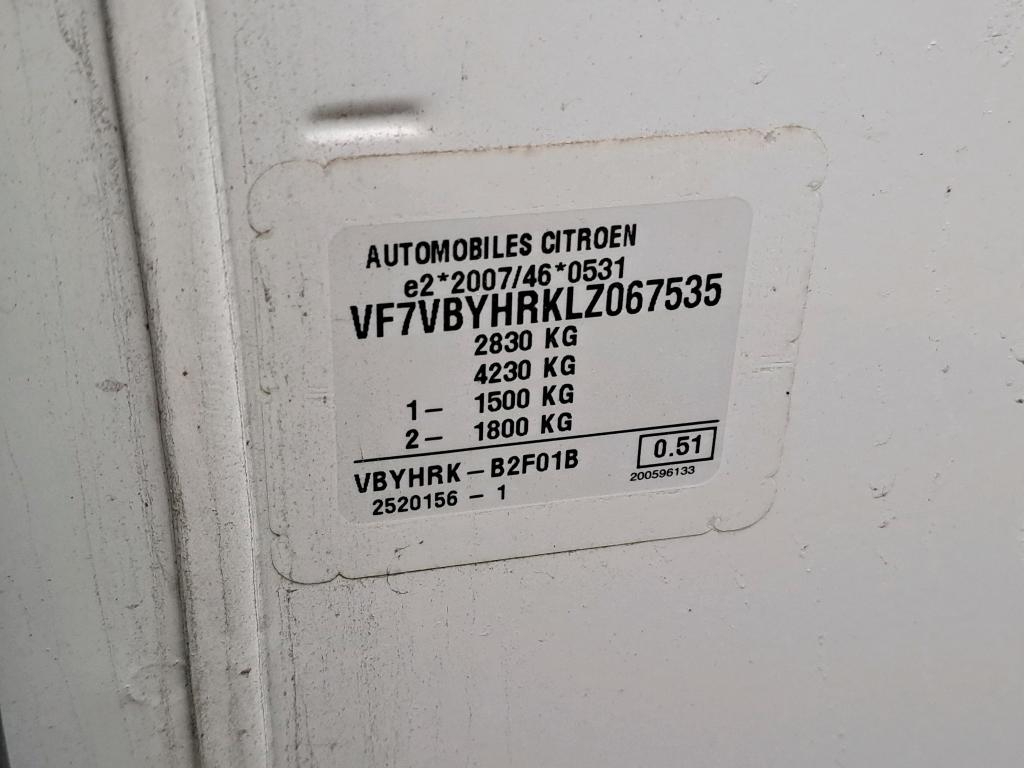 AUTOMOBILES CITROEN
e2*2007/46*0531
VF7VBYHRKLZ067535
2830 KG
4230 KG
1- 1500 KG
2- 1800 KG
VBYHRK-B2F01B
0.51
2520156-1
200596133